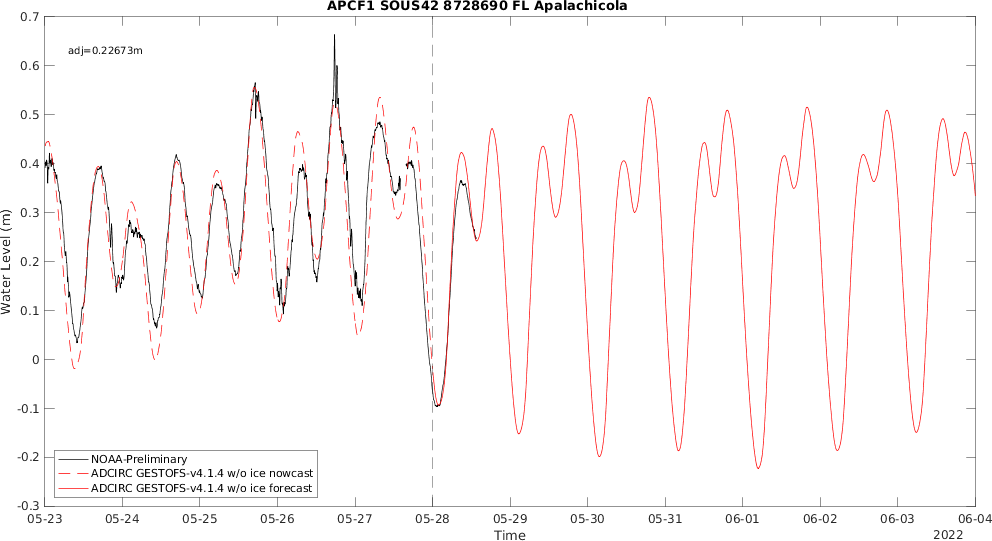 APCF1 SOUS42 8728690 FL Apalachicola
adj=0.22673m
Water Level (m)
0.7
0.6
0.5
0.4
0.3
0.2
0.1
0
-0.1
-0.2
-0.3
NOAA-Preliminary
ADCIRC GESTOFS-v4.1.4 w/o ice nowcast
ADCIRC GESTOFS-v4.1.4 w/o ice forecast
05-23 05-24 05-25 05-26 05-27 05-28 05-29 05-30 05-31 06-01 06-02 06-03 06-04
Time
2022